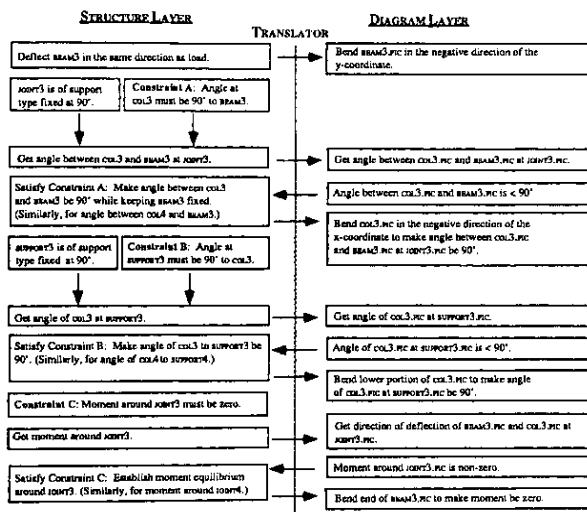 STRUCTURE LAYER
TRANSLATOR
DIAGRAM LAYER
Deflect BEAM3 in the same direction as load.
Bend BEAM3.PIC in the negative direction of the
y-coordinate.
JOINT3 is of support
type fixed at 90°.
Constraint A: Angle
at COL3 must be 90° to BEAM3.
Get angle between COL3 and BEAM3 at JOINT3.
Get angle between COL3.PIC and BEAM3.PIC at JOINT3.PIC.
Satisfy Constraint A: Make angle between COL3
and BEAM3 be 90° while keeping BEAM3 fixed.
(Similarly, for angle between COL4 and BEAM3.)
Angle between COL3.PIC and BEAM3.PIC is < 90°
Bend COL3.PIC in the negative direction of the
x-coordinate to make angle between COL3.PIC
and BEAM3.PIC at JOINT3.PIC be 90°.
SUPPORT3 is of support
type fixed at 90°.
Constraint B: Angle at
SUPPORT3 must be 90° to COL3.
Get angle of COL3 at SUPPORT3.
Get angle of COL3.PIC at SUPPORT3.PIC.
Satisfy Constraint B: Make angle of COL3 to SUPPORT3 be
90°. (Similarly, for angle of COL4 to SUPPORT4.)
Angle of COL3.PIC at SUPPORT3.PIC is < 90°.
Bend lower portion of COL3.PIC to make angle
of COL3.PIC at SUPPORT3.PIC be 90°.
Constraint C: Moment around JOINT3 must be zero.
Get moment around JOINT3.
Get direction of deflection of BEAM3.PIC and COL3.PIC at
JOINT3.PIC.
Moment around JOINT3.PIC is non-zero.
Satisfy Constraint C: Establish moment equilibrium
around JOINT3. (Similarly, for moment around JOINT4.)
Bend end of BEAM3.PIC to make moment be zero.